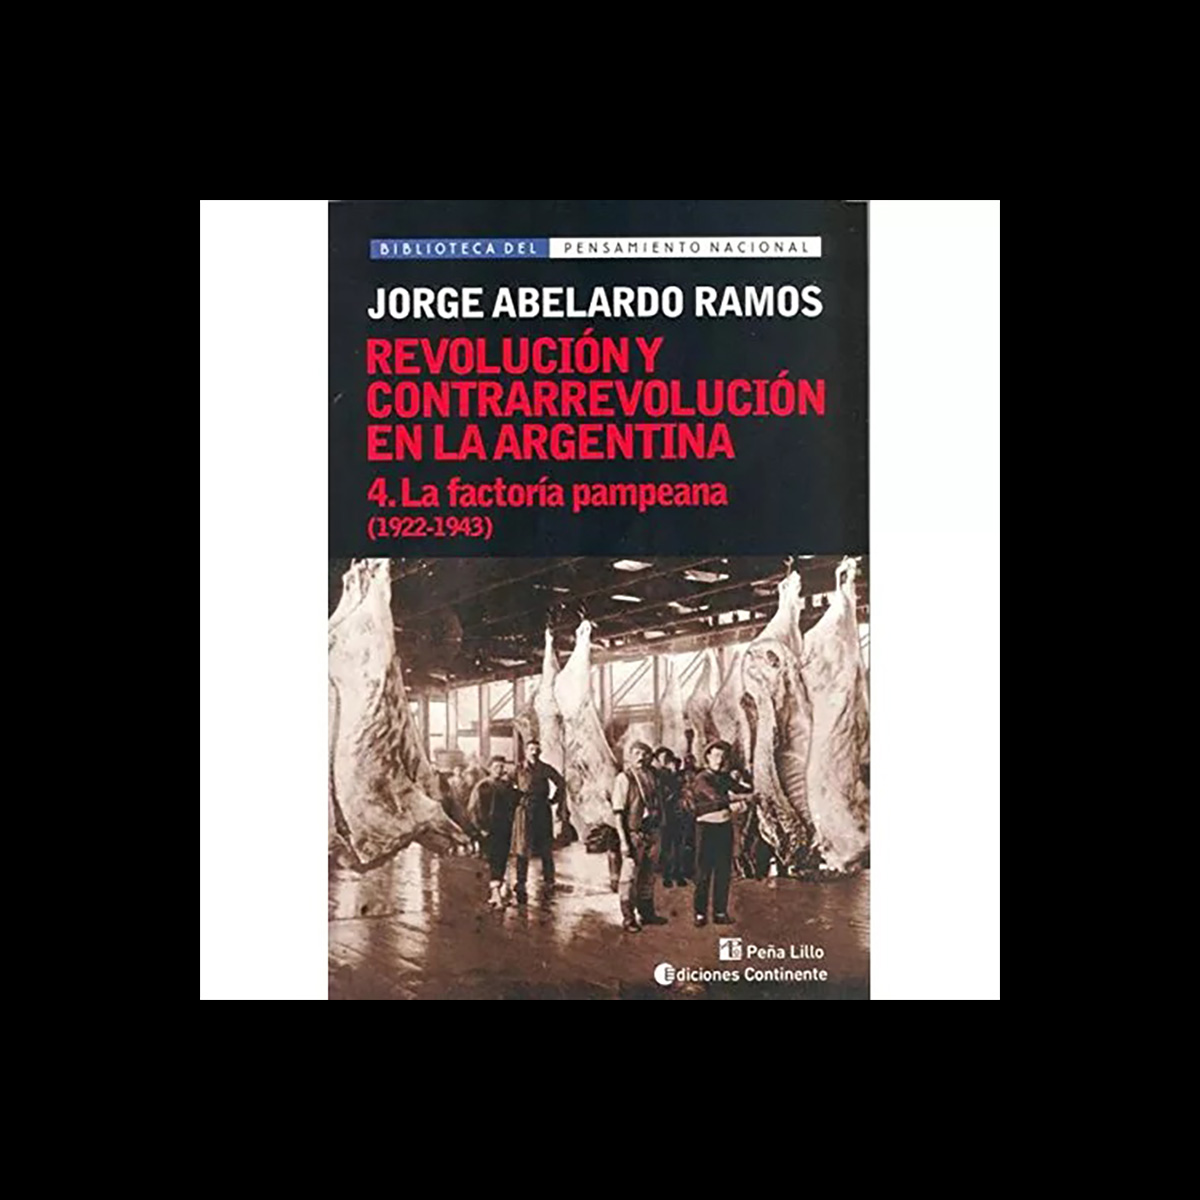 BIBLIOTECA DEL PENSAMIENTO NACIONAL
JORGE ABELARDO RAMOS
REVOLUCIÓN Y
CONTRARREVOLUCIÓN
EN LA ARGENTINA
4. La factoría pampeana
(1922-1943)
Peña Lillo
Ediciones Continente